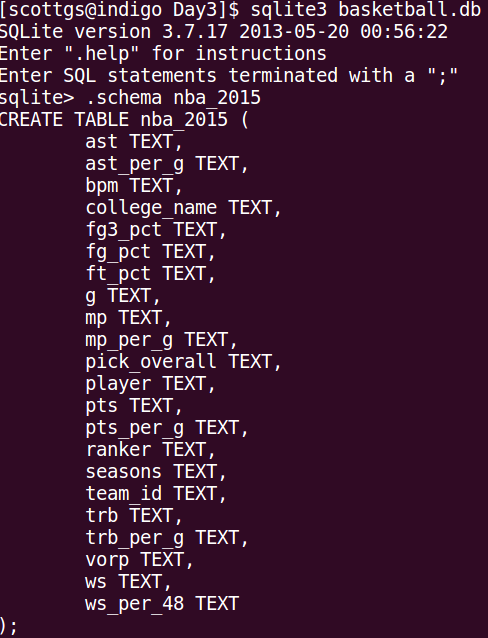 [scottgs@indigo Day3]$ sqlite3 basketball.db
SQLite version 3.7.17 2013-05-20 00:56:22
Enter ".help" for instructions
Enter SQL statements terminated with a ";"
sqlite> .schema nba_2015
CREATE TABLE nba_2015 (
        ast TEXT,
        ast_per_g TEXT,
        bpm TEXT,
        college_name TEXT,
        fg3_pct TEXT,
        fg_pct TEXT,
        ft_pct TEXT,
        g TEXT,
        mp TEXT,
        mp_per_g TEXT,
        pick_overall TEXT,
        player TEXT,
        pts TEXT,
        pts_per_g TEXT,
        ranker TEXT,
        seasons TEXT,
        team_id TEXT,
        trb TEXT,
        trb_per_g TEXT,
        vorp TEXT,
        ws TEXT,
        ws_per_48 TEXT
);